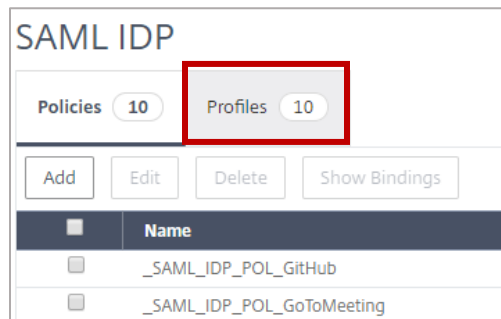 SAML IDP
Policies 10 Profiles 10
Add Edit Delete Show Bindings
Name
_SAML_IDP_POL_GitHub
_SAML_IDP_POL_GoToMeeting